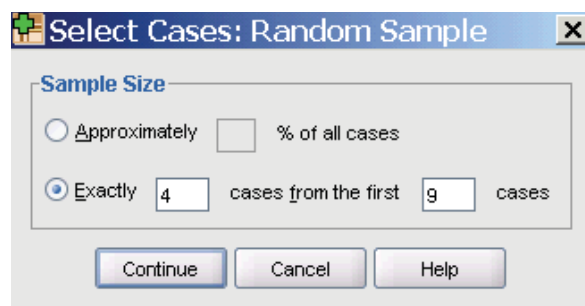 Select Cases: Random Sample
Sample Size
Approximately % of all cases
Exactly 4 cases from the first 9 cases
Continue Cancel Help